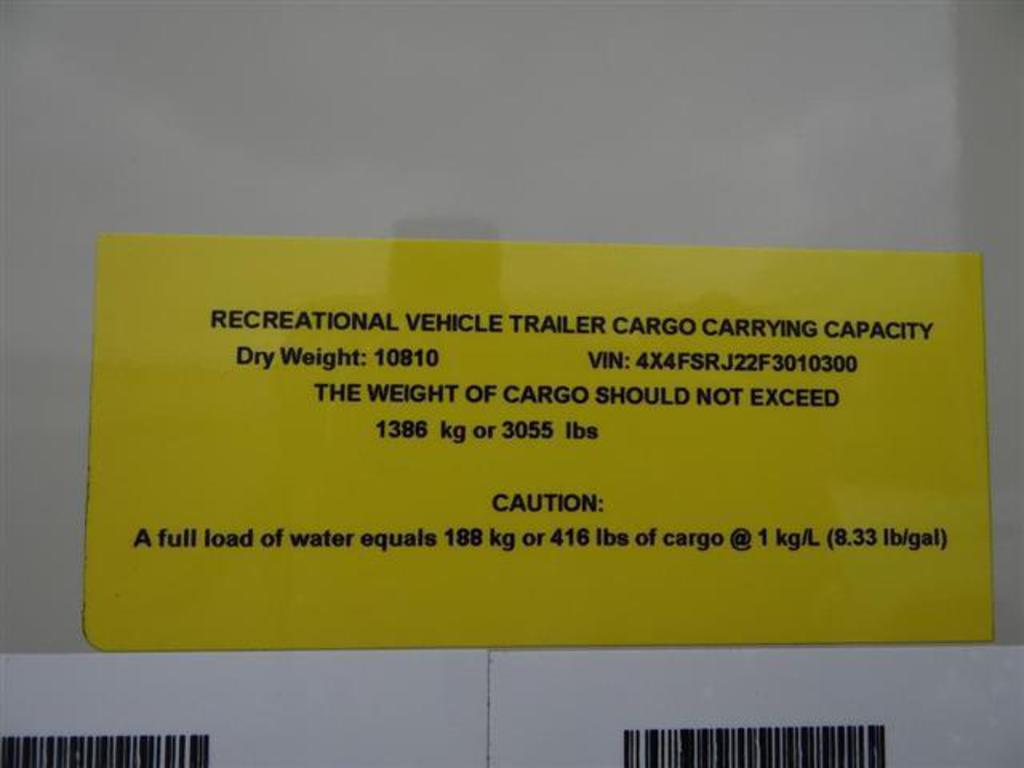 RECREATIONAL VEHICLE TRAILER CARGO CARRYING CAPACITY
Dry Weight: 10810 VIN: 4X4FSRJ22F3010300
THE WEIGHT OF CARGO SHOULD NOT EXCEED
1386 kg or 3055 lbs
CAUTION:
A full load of water equals 188 kg or 416 lbs of cargo @ 1 kg/L (8.33 lb/gal)